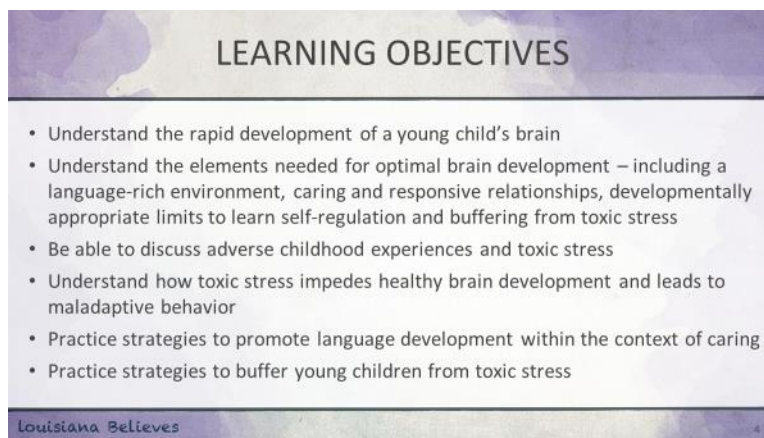 LEARNING OBJECTIVES
• Understand the rapid development of a young child's brain
• Understand the elements needed for optimal brain development – including a
language-rich environment, caring and responsive relationships, developmentally
appropriate limits to learn self-regulation and buffering from toxic stress
• Be able to discuss adverse childhood experiences and toxic stress
• Understand how toxic stress impedes healthy brain development and leads to
maladaptive behavior
• Practice strategies to promote language development within the context of caring
• Practice strategies to buffer young children from toxic stress
Louisiana Believes
4